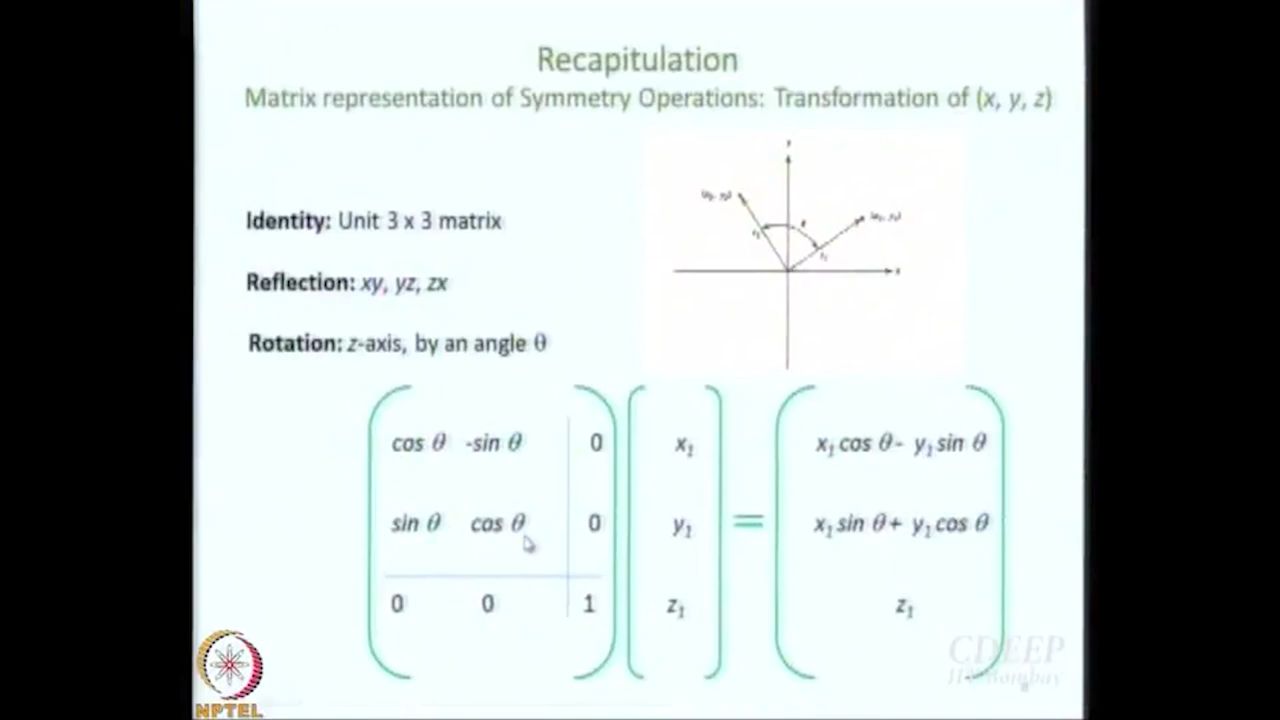 Recapitulation
Matrix representation of Symmetry Operations: Transformation of (x, y, z)
Identity: Unit 3 x 3 matrix
Reflection: xy, yz, zx
Rotation: z-axis, by an angle θ
cos θ -sin θ 0 x₁ x₁ cos θ- y₁ sin θ
sin θ cos θ 0 y₁ = x₁ sin θ+ y₁ cos θ
0 0 1 z₁ z₁
CDEEP
IIT Bombay
NPTEL